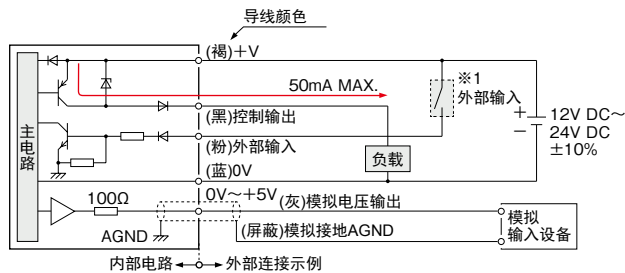 导线颜色
(褐)＋V
50mA MAX.
※1
外部输入
(黑)控制输出
＋
－
12V DC～
24V DC
±10%
主电路
(粉)外部输入
负载
(蓝)0V
0V～＋5V
(灰)模拟电压输出
100Ω
模拟
输入设备
AGND
(屏蔽)模拟接地AGND
内部电路
外部连接示例